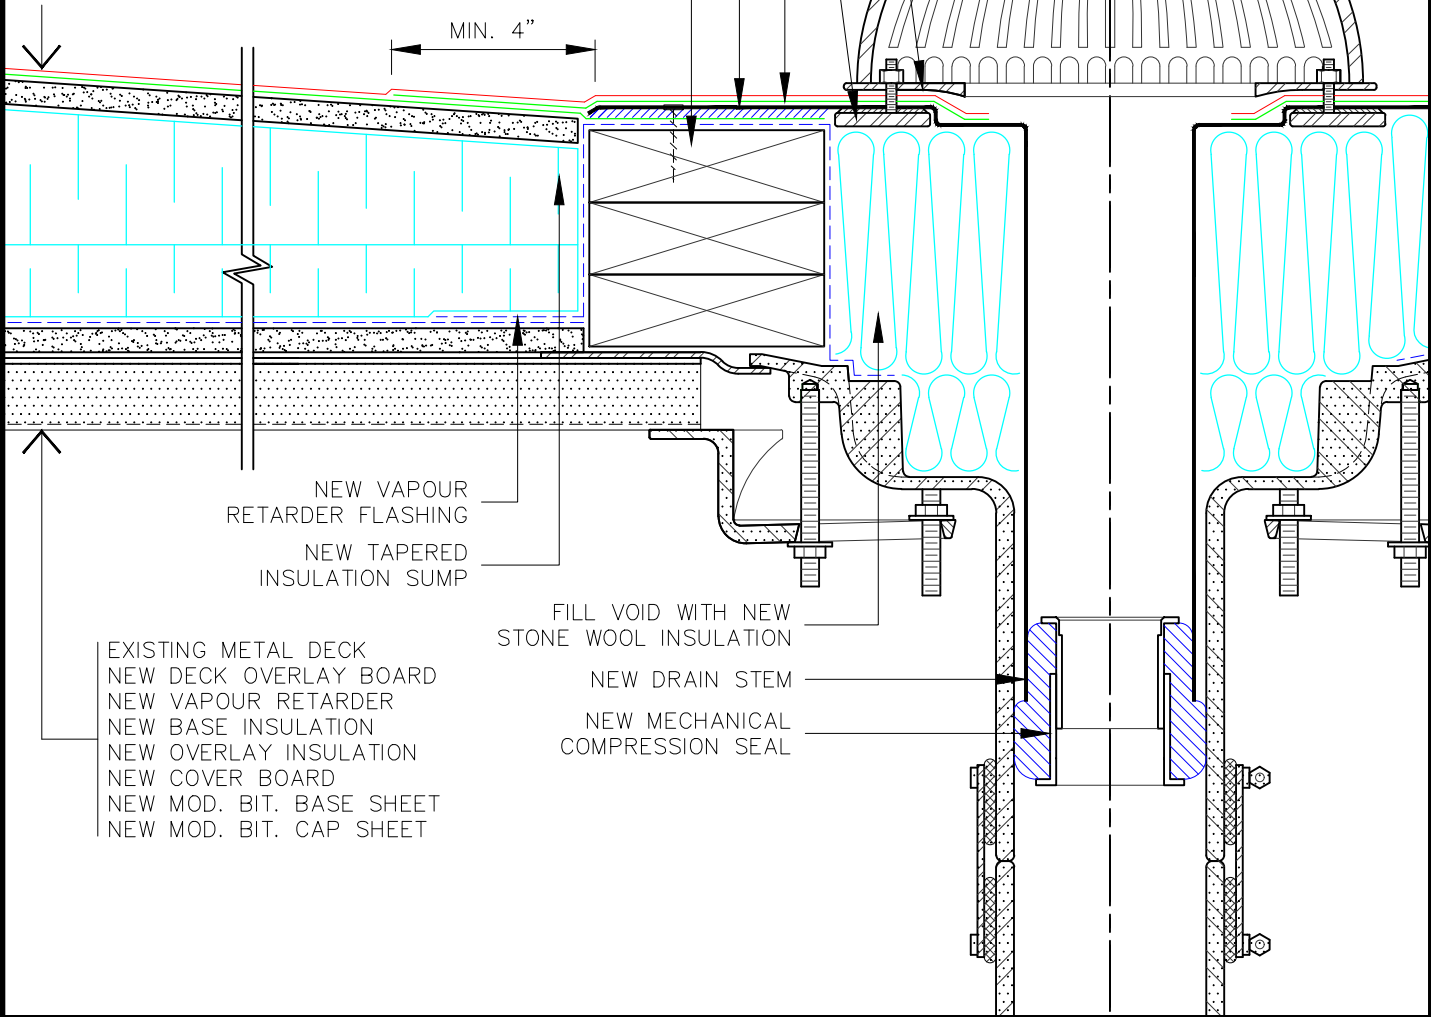 MIN. 4”
NEW VAPOUR
RETARDER FLASHING
NEW TAPERED
INSULATION SUMP
FILL VOID WITH NEW
STONE WOOL INSULATION
NEW DRAIN STEM
NEW MECHANICAL
COMPRESSION SEAL
EXISTING METAL DECK
NEW DECK OVERLAY BOARD
NEW VAPOUR RETARDER
NEW BASE INSULATION
NEW OVERLAY INSULATION
NEW COVER BOARD
NEW MOD. BIT. BASE SHEET
NEW MOD. BIT. CAP SHEET